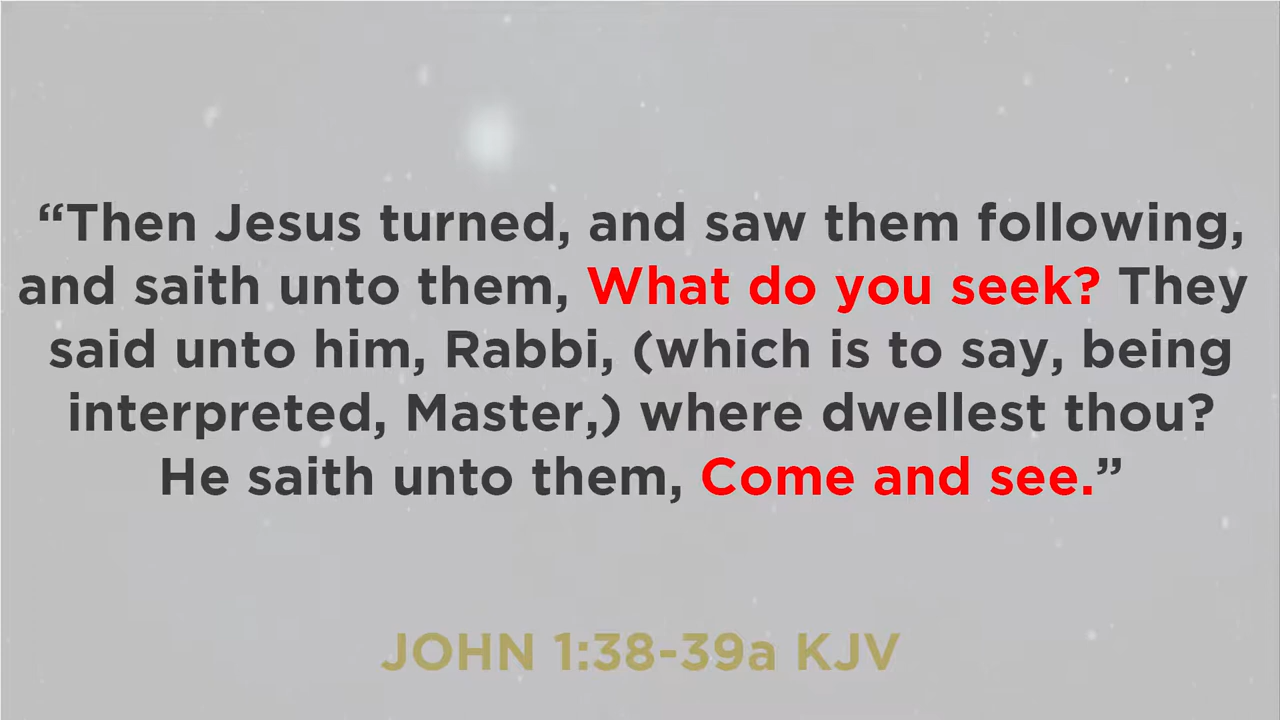 “Then Jesus turned, and saw them following,
and saith unto them, What do you seek? They
said unto him, Rabbi, (which is to say, being
interpreted, Master,) where dwellest thou?
He saith unto them, Come and see.”
JOHN 1:38-39a KJV